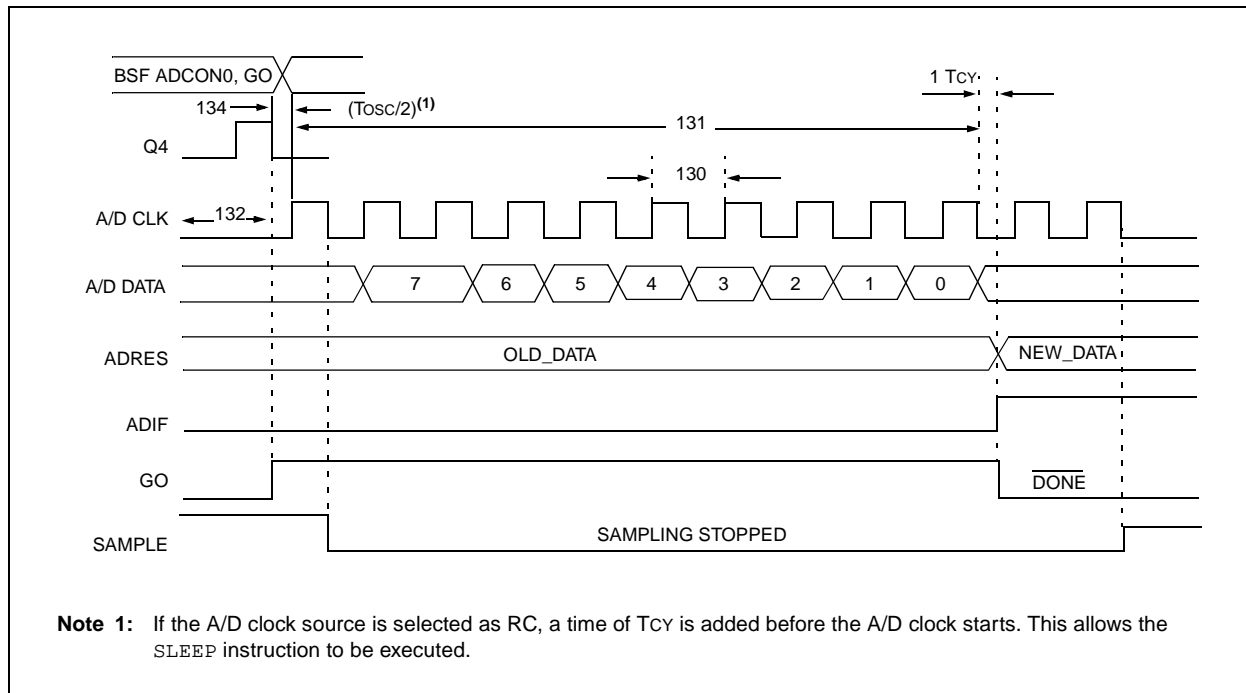 BSF ADCON0, GO
1 TCY
134
(TOSC/2)(1)
131
Q4
130
A/D CLK
132
A/D DATA
7 6 5 4 3 2 1 0
ADRES
OLD_DATA
NEW_DATA
ADIF
GO
DONE
SAMPLE
SAMPLING STOPPED
Note 1: If the A/D clock source is selected as RC, a time of TCY is added before the A/D clock starts. This allows the
SLEEP instruction to be executed.